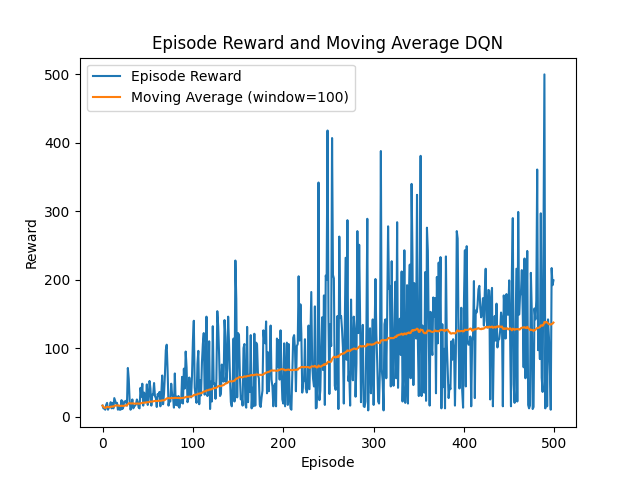 Episode Reward and Moving Average DQN
Episode Reward
Moving Average (window=100)
Reward
500
400
300
200
100
0
0 100 200 300 400 500
Episode